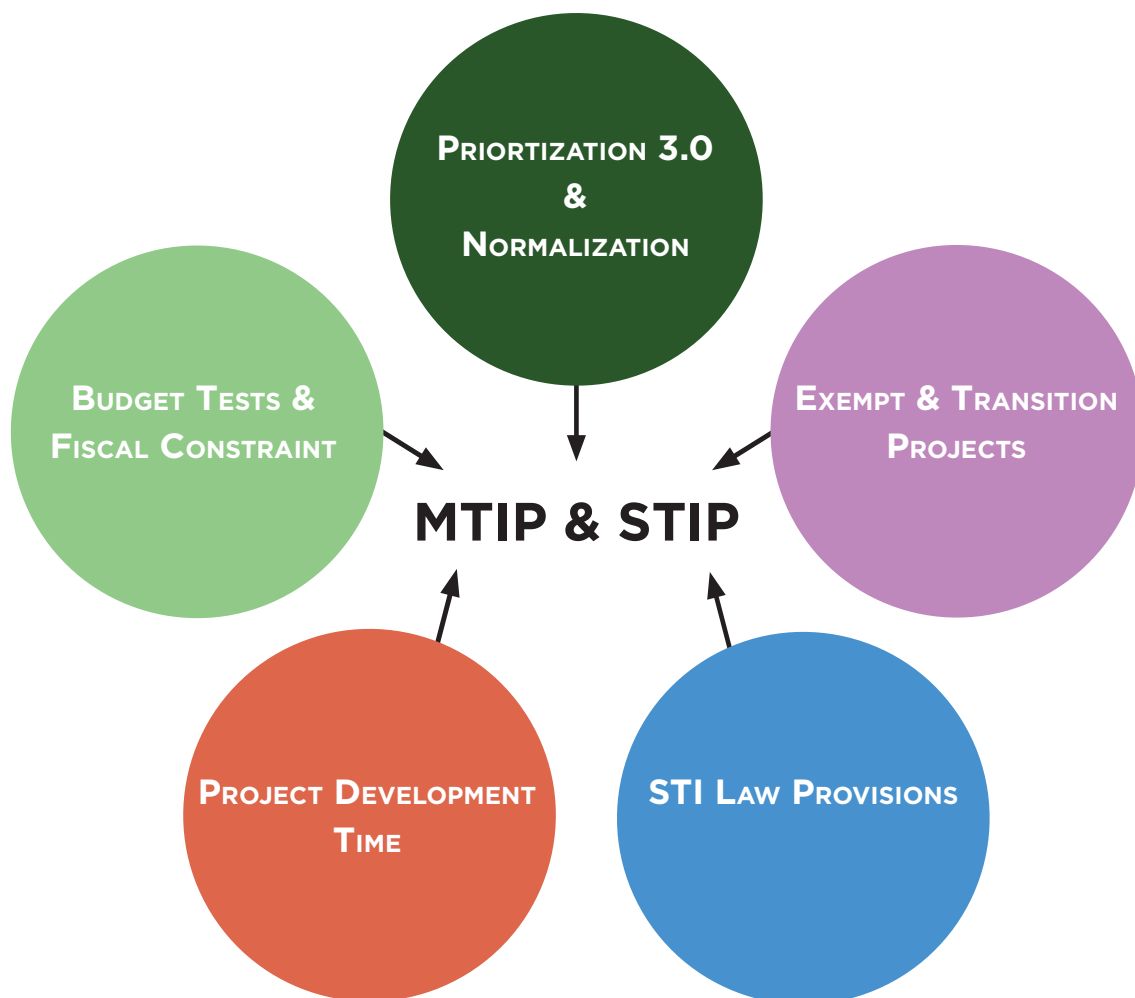 Priortization 3.0
&
Normalization
Budget Tests &
Fiscal Constraint
Exempt & Transition
Projects
MTIP & STIP
Project Development
Time
STI Law Provisions